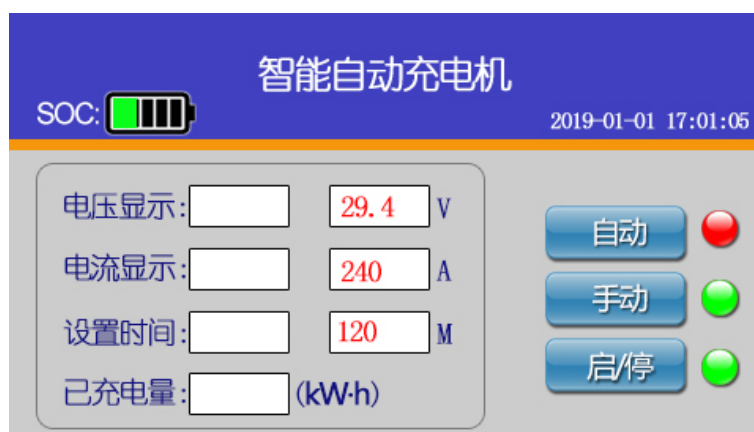 智能自动充电机
SOC:
2019-01-01 17:01:05
电压显示: 29.4 V
自动
电流显示: 240 A
手动
设置时间: 120 M
启/停
已充电量: (kW·h)